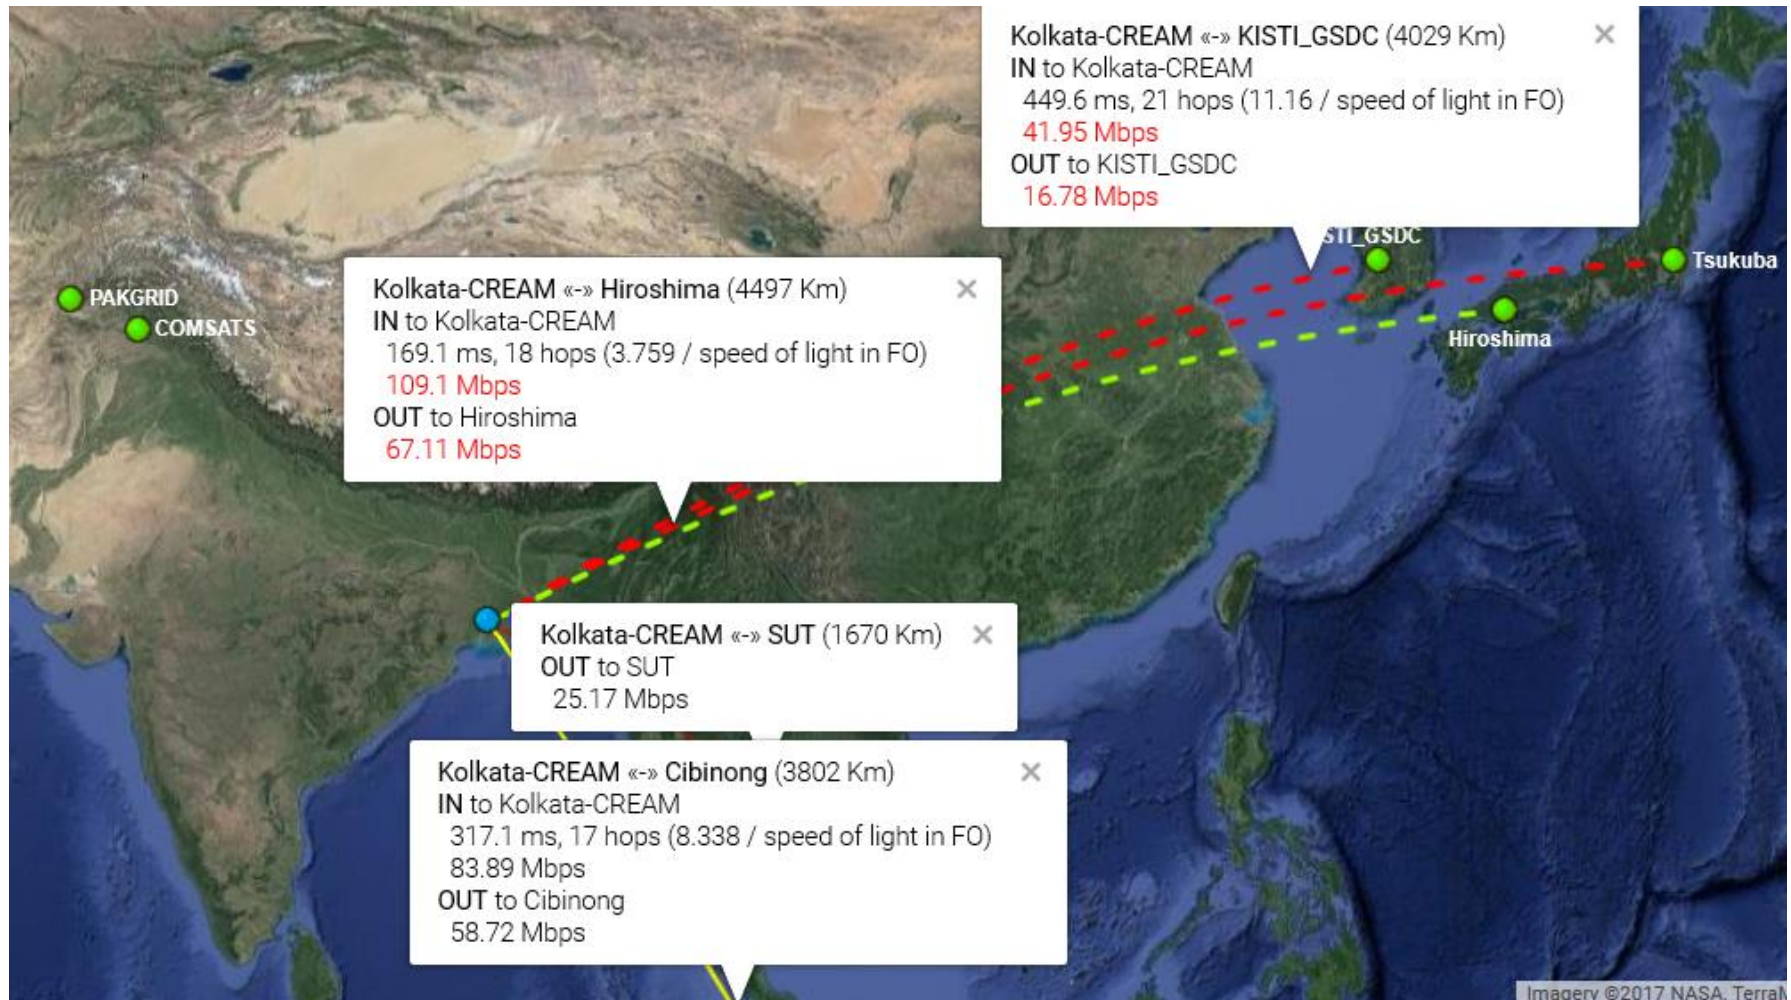 Kolkata-CREAM «-» KISTI_GSDC (4029 Km)
IN to Kolkata-CREAM
449.6 ms, 21 hops (11.16 / speed of light in FO)
41.95 Mbps
OUT to KISTI_GSDC
16.78 Mbps
STI_GSDC
Tsukuba
Hiroshima
PAKGRID
COMSATS
Kolkata-CREAM «-» Hiroshima (4497 Km)
IN to Kolkata-CREAM
169.1 ms, 18 hops (3.759 / speed of light in FO)
109.1 Mbps
OUT to Hiroshima
67.11 Mbps
Kolkata-CREAM «-» SUT (1670 Km)
OUT to SUT
25.17 Mbps
Kolkata-CREAM «-» Cibinong (3802 Km)
IN to Kolkata-CREAM
317.1 ms, 17 hops (8.338 / speed of light in FO)
83.89 Mbps
OUT to Cibinong
58.72 Mbps
Imagery ©2017 NASA, TerraM